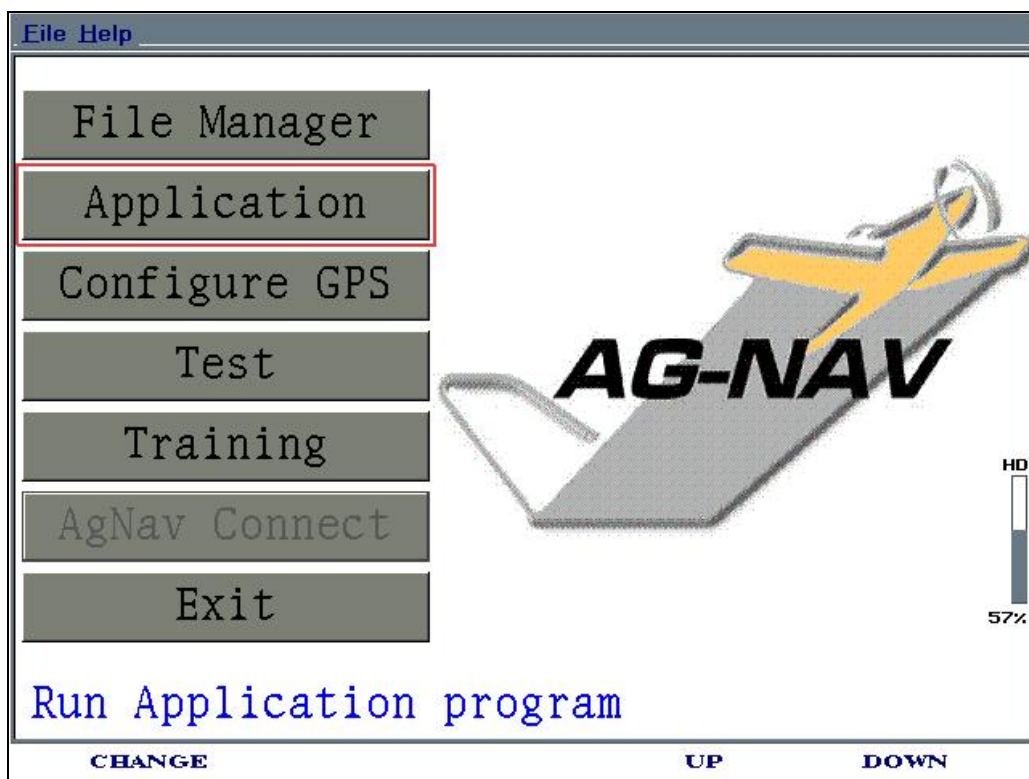 File Help
File Manager
Application
Configure GPS
Test
Training
AgNav Connect
Exit
AG-NAV
HD
57%
Run Application program
CHANGE UP DOWN